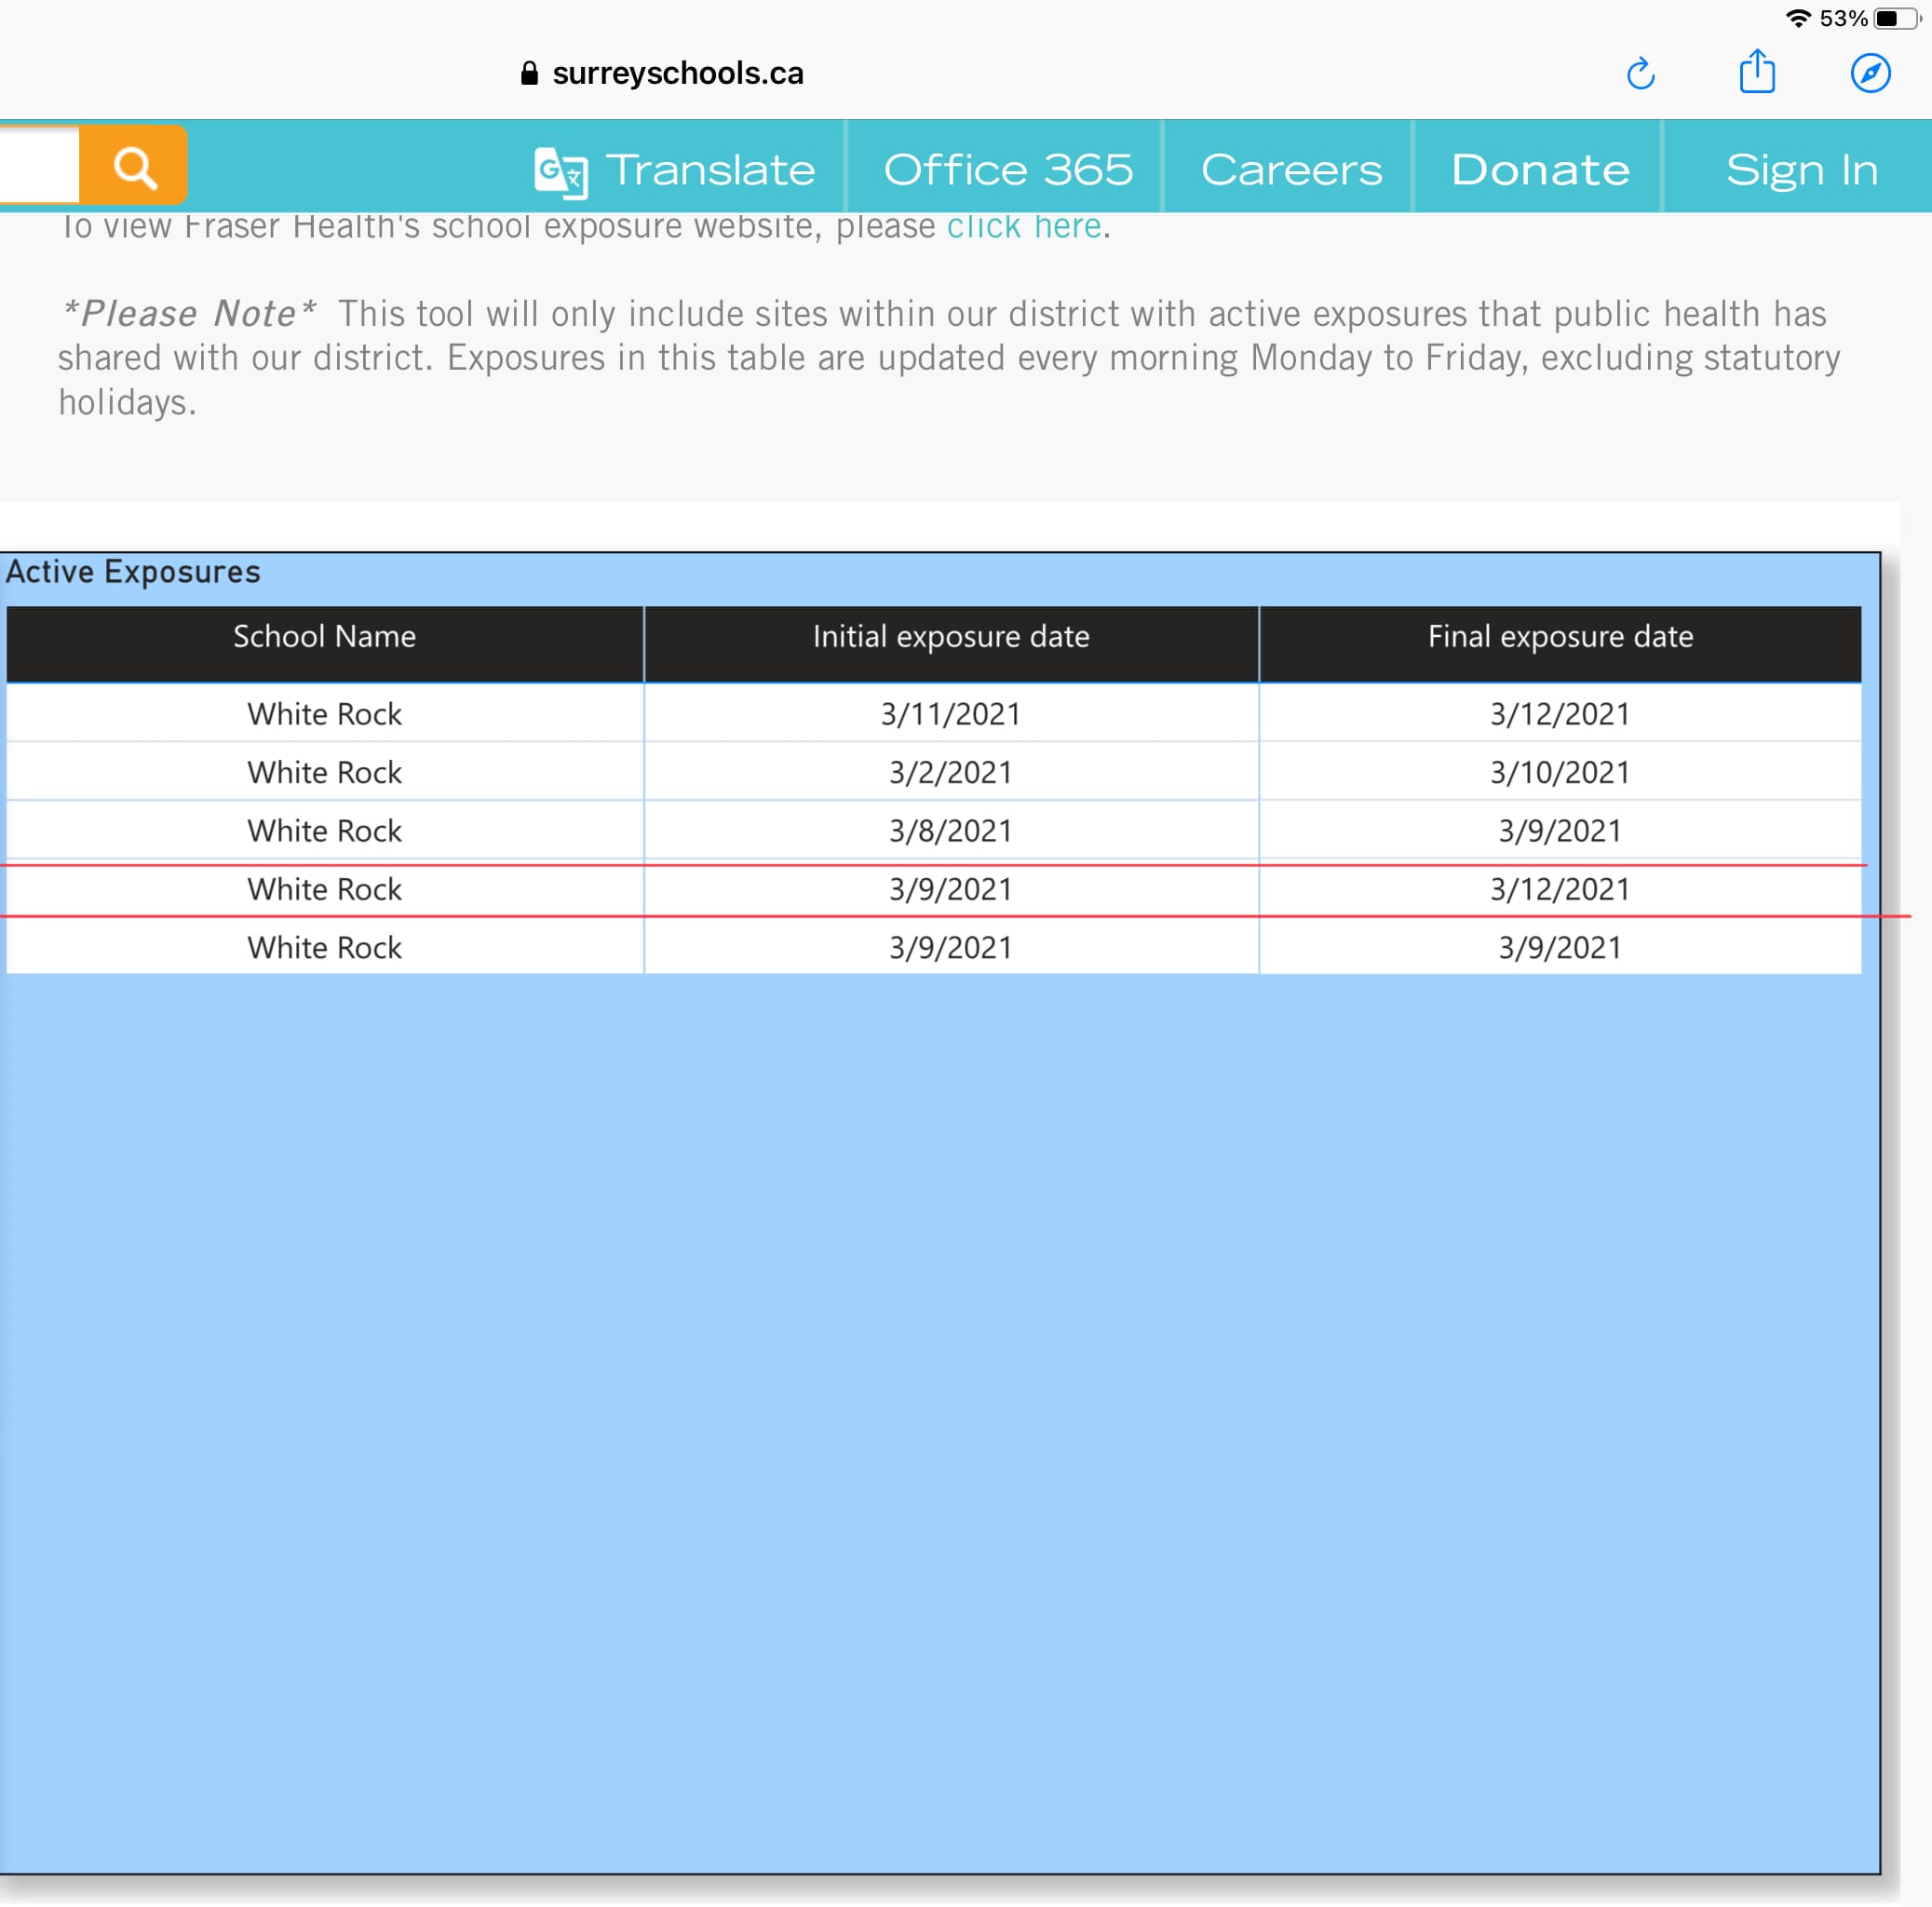 53%
surreyschools.ca
Translate Office 365 Careers Donate Sign In
To view Fraser Health's school exposure website, please click here.
*Please Note* This tool will only include sites within our district with active exposures that public health has
shared with our district. Exposures in this table are updated every morning Monday to Friday, excluding statutory
holidays.
Active Exposures
School Name Initial exposure date Final exposure date
White Rock 3/11/2021 3/12/2021
White Rock 3/2/2021 3/10/2021
White Rock 3/8/2021 3/9/2021
White Rock 3/9/2021 3/12/2021
White Rock 3/9/2021 3/9/2021